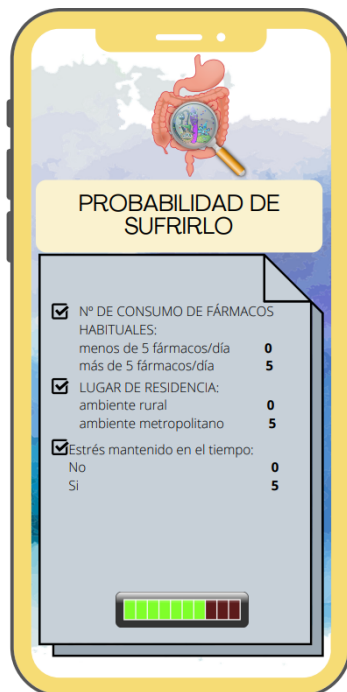 PROBABILIDAD DE
SUFRIRLO
Nº DE CONSUMO DE FÁRMACOS
HABITUALES:
menos de 5 fármacos/día 0
más de 5 fármacos/día 5
LUGAR DE RESIDENCIA:
ambiente rural 0
ambiente metropolitano 5
Estrés mantenido en el tiempo:
No 0
Si 5